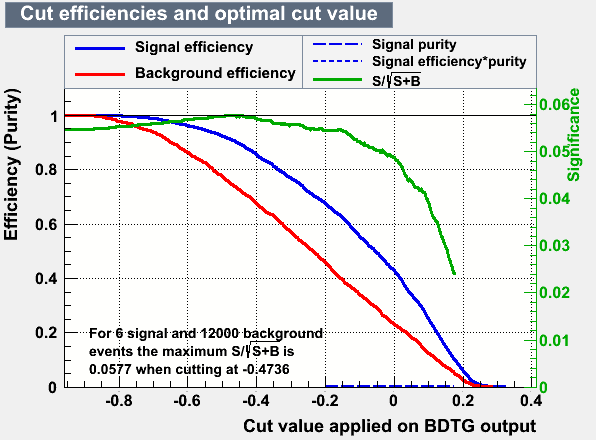 Cut efficiencies and optimal cut value
Signal efficiency
Background efficiency
Signal purity
Signal efficiency*purity
S/√S+B
Efficiency (Purity)
1
0.8
0.6
0.4
0.2
0
Significance
0.06
0.05
0.04
0.03
0.02
0.01
0
For 6 signal and 12000 background
events the maximum S/√S+B is
0.0577 when cutting at -0.4736
-0.8 -0.6 -0.4 -0.2 0 0.2 0.4
Cut value applied on BDTG output